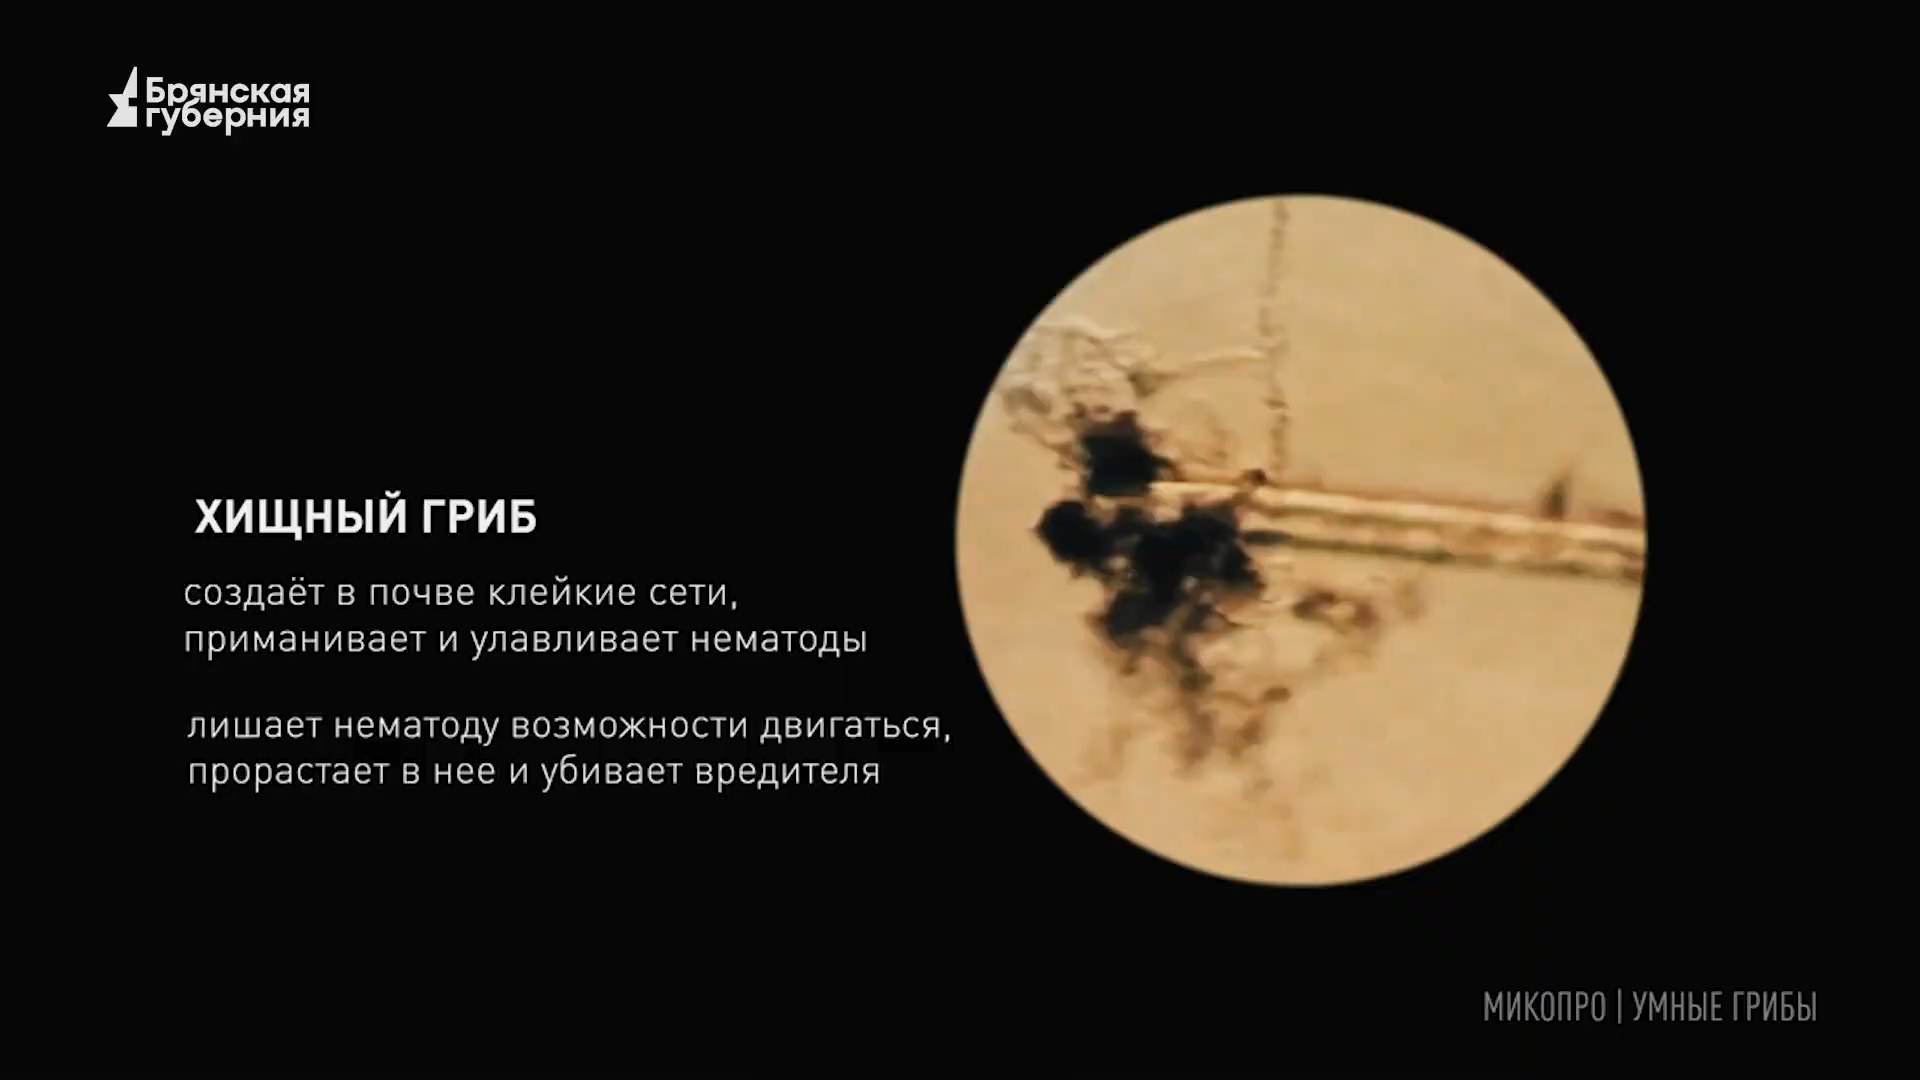 Брянская
губерния
ХИЩНЫЙ ГРИБ
создаёт в почве клейкие сети,
приманивает и улавливает нематоды
лишает нематоду возможности двигаться,
прорастает в нее и убивает вредителя
МИКОПРО | УМНЫЕ ГРИБЫ